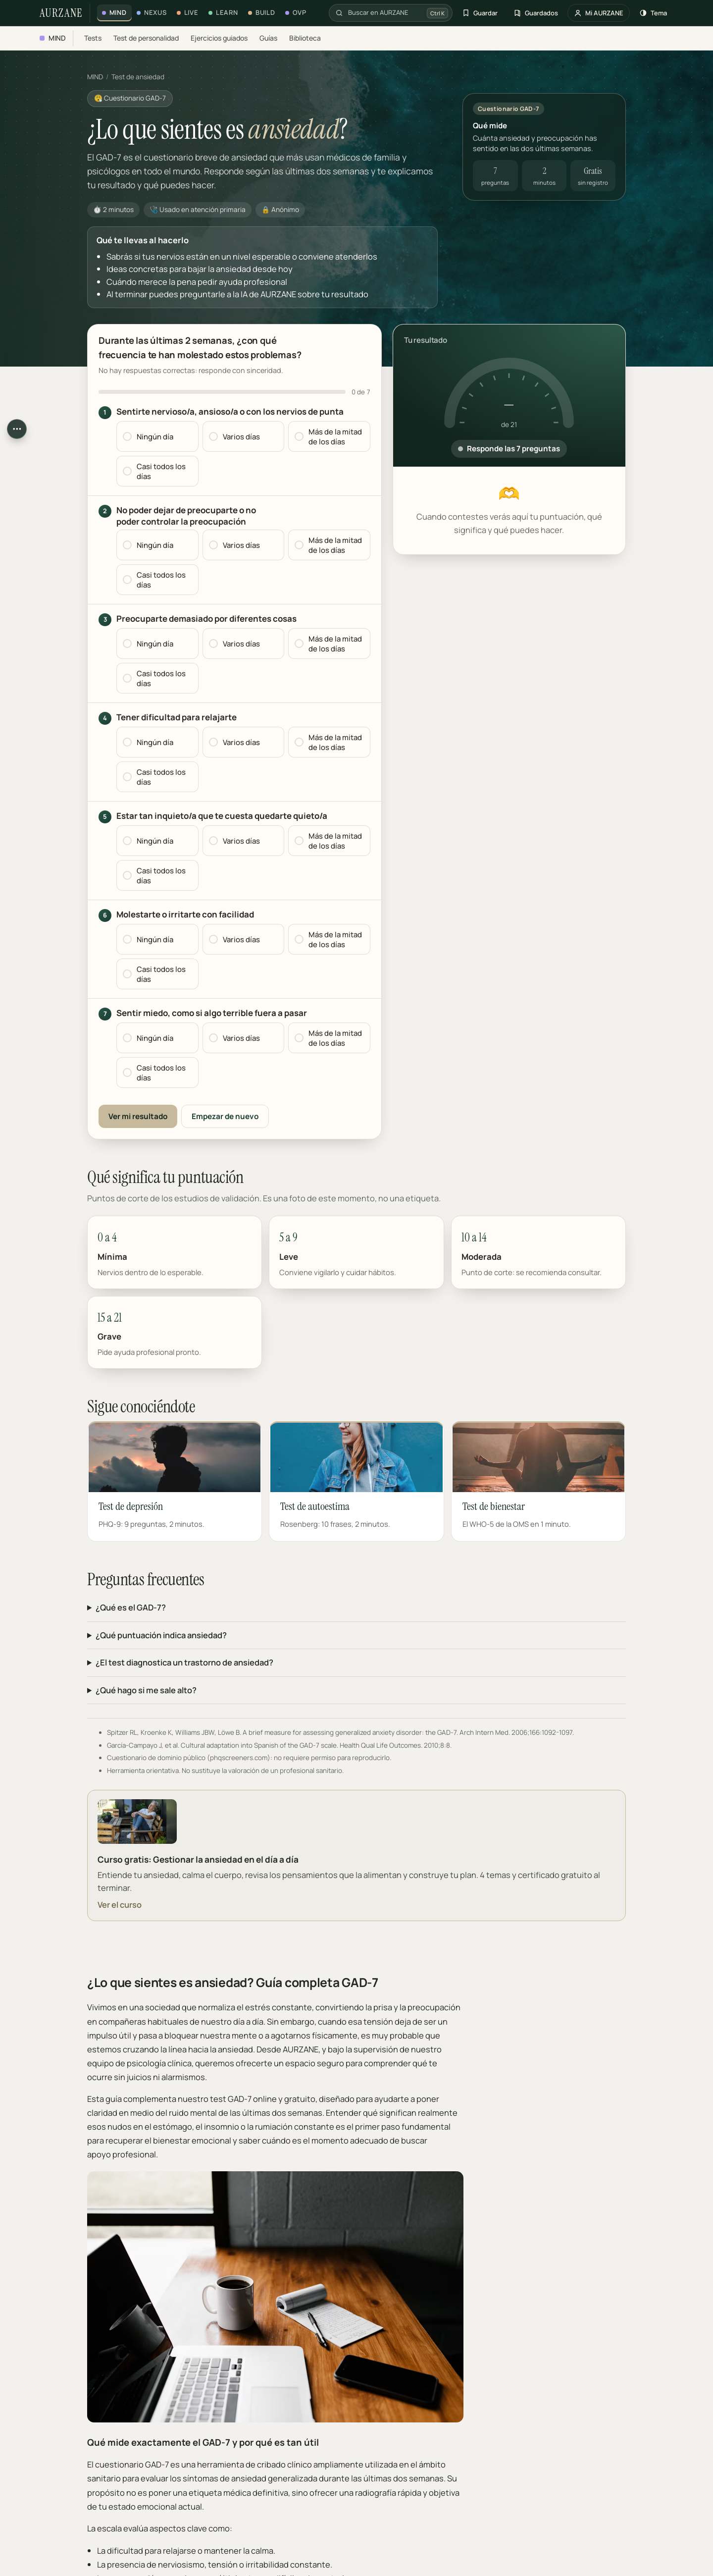 AURZANE
MIND
NEXUS
LIVE
LEARN
BUILD
OVP
Buscar en AURZANE
Ctrl K
Guardar
Guardados
Mi AURZANE
Tema
MIND
Tests
Test de personalidad
Ejercicios guiados
Guías
Biblioteca
MIND / Test de ansiedad
Cuestionario GAD-7
¿Lo que sientes es ansiedad?
El GAD-7 es el cuestionario breve de ansiedad que más usan médicos de familia y
psicólogos en todo el mundo. Responde según las últimas dos semanas y te explicamos
tu resultado y qué puedes hacer.
2 minutos
Usado en atención primaria
Anónimo
Qué te llevas al hacerlo
Sabrás si tus nervios están en un nivel esperable o conviene atenderlos
Ideas concretas para bajar la ansiedad desde hoy
Cuándo merece la pena pedir ayuda profesional
Al terminar puedes preguntarle a la IA de AURZANE sobre tu resultado
Cuestionario GAD-7
Qué mide
Cuánta ansiedad y preocupación has
sentido en las dos últimas semanas.
7
preguntas
2
minutos
Gratis
sin registro
Durante las últimas 2 semanas, ¿con qué
frecuencia te han molestado estos problemas?
No hay respuestas correctas: responde con sinceridad.
0 de 7
1 Sentirte nervioso/a, ansioso/a o con los nervios de punta
Ningún día
Varios días
Más de la mitad
de los días
Casi todos los
días
2 No poder dejar de preocuparte o no
poder controlar la preocupación
Ningún día
Varios días
Más de la mitad
de los días
Casi todos los
días
3 Preocuparte demasiado por diferentes cosas
Ningún día
Varios días
Más de la mitad
de los días
Casi todos los
días
4 Tener dificultad para relajarte
Ningún día
Varios días
Más de la mitad
de los días
Casi todos los
días
5 Estar tan inquieto/a que te cuesta quedarte quieto/a
Ningún día
Varios días
Más de la mitad
de los días
Casi todos los
días
6 Molestarte o irritarte con facilidad
Ningún día
Varios días
Más de la mitad
de los días
Casi todos los
días
7 Sentir miedo, como si algo terrible fuera a pasar
Ningún día
Varios días
Más de la mitad
de los días
Casi todos los
días
Ver mi resultado
Empezar de nuevo
Tu resultado
—
de 21
Responde las 7 preguntas
Cuando contestes verás aquí tu puntuación, qué
significa y qué puedes hacer.
Qué significa tu puntuación
Puntos de corte de los estudios de validación. Es una foto de este momento, no una etiqueta.
0 a 4
Mínima
Nervios dentro de lo esperable.
5 a 9
Leve
Conviene vigilarlo y cuidar hábitos.
10 a 14
Moderada
Punto de corte: se recomienda consultar.
15 a 21
Grave
Pide ayuda profesional pronto.
Sigue conociéndote
Test de depresión
PHQ-9: 9 preguntas, 2 minutos.
Test de autoestima
Rosenberg: 10 frases, 2 minutos.
Test de bienestar
El WHO-5 de la OMS en 1 minuto.
Preguntas frecuentes
¿Qué es el GAD-7?
¿Qué puntuación indica ansiedad?
¿El test diagnostica un trastorno de ansiedad?
¿Qué hago si me sale alto?
Spitzer RL, Kroenke K, Williams JBW, Löwe B. A brief measure for assessing generalized anxiety disorder: the GAD-7. Arch Intern Med. 2006;166:1092-1097.
García-Campayo J, et al. Cultural adaptation into Spanish of the GAD-7 scale. Health Qual Life Outcomes. 2010;8:8.
Cuestionario de dominio público (phqscreeners.com): no requiere permiso para reproducirlo.
Herramienta orientativa. No sustituye la valoración de un profesional sanitario.
Curso gratis: Gestionar la ansiedad en el día a día
Entiende tu ansiedad, calma el cuerpo, revisa los pensamientos que la alimentan y construye tu plan. 4 temas y certificado gratuito al
terminar.
Ver el curso
¿Lo que sientes es ansiedad? Guía completa GAD-7
Vivimos en una sociedad que normaliza el estrés constante, convirtiendo la prisa y la preocupación
en compañeras habituales de nuestro día a día. Sin embargo, cuando esa tensión deja de ser un
impulso útil y pasa a bloquear nuestra mente o a agotarnos físicamente, es muy probable que
estemos cruzando la línea hacia la ansiedad. Desde AURZANE, y bajo la supervisión de nuestro
equipo de psicología clínica, queremos ofrecerte un espacio seguro para comprender qué te
ocurre sin juicios ni alarmismos.
Esta guía complementa nuestro test GAD-7 online y gratuito, diseñado para ayudarte a poner
claridad en medio del ruido mental de las últimas dos semanas. Entender qué significan realmente
esos nudos en el estómago, el insomnio o la rumiación constante es el primer paso fundamental
para recuperar el bienestar emocional y saber cuándo es el momento adecuado de buscar
apoyo profesional.
Qué mide exactamente el GAD-7 y por qué es tan útil
El cuestionario GAD-7 es una herramienta de cribado clínico ampliamente utilizada en el ámbito
sanitario para evaluar los síntomas de ansiedad generalizada durante las últimas dos semanas. Su
propósito no es poner una etiqueta médica definitiva, sino ofrecer una radiografía rápida y objetiva
de tu estado emocional actual.
La escala evalúa aspectos clave como:
La dificultad para relajarse o mantener la calma.
La presencia de nerviosismo, tensión o irritabilidad constante.